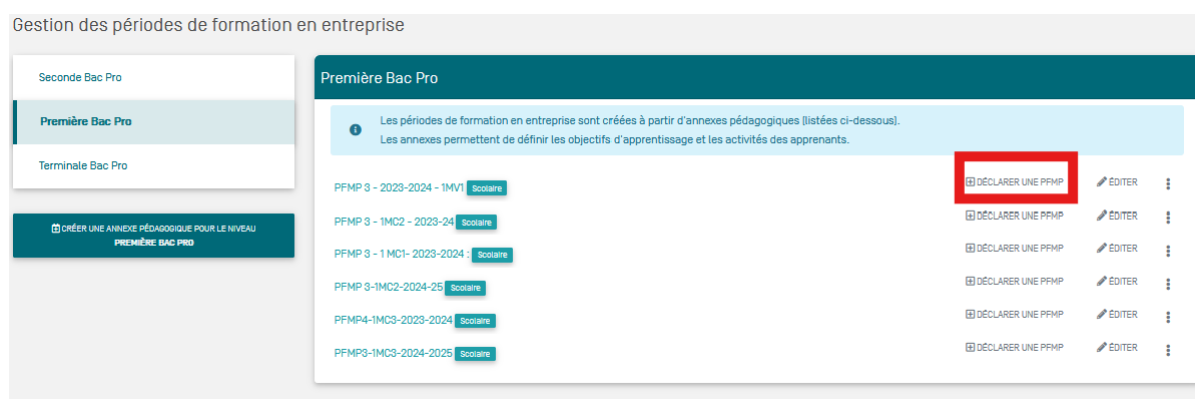 Gestion des périodes de formation en entreprise
Seconde Bac Pro
Première Bac Pro
Terminale Bac Pro
CRÉER UNE ANNEXE PÉDAGOGIQUE POUR LE NIVEAU
PREMIÈRE BAC PRO
Première Bac Pro
Les périodes de formation en entreprise sont créées à partir d'annexes pédagogiques (listées ci-dessous).
Les annexes permettent de définir les objectifs d'apprentissage et les activités des apprenants.
PFMP 3 - 2023-2024 - 1MV1 Scolaire DÉCLARER UNE PFMP ÉDITER
PFMP 3 - 1MC2 - 2023-24 Scolaire DÉCLARER UNE PFMP ÉDITER
PFMP 3 - 1 MC1- 2023-2024 : Scolaire DÉCLARER UNE PFMP ÉDITER
PFMP 3-1MC2-2024-25 Scolaire DÉCLARER UNE PFMP ÉDITER
PFMP4-1MC3-2023-2024 Scolaire DÉCLARER UNE PFMP ÉDITER
PFMP3-1MC3-2024-2025 Scolaire DÉCLARER UNE PFMP ÉDITER